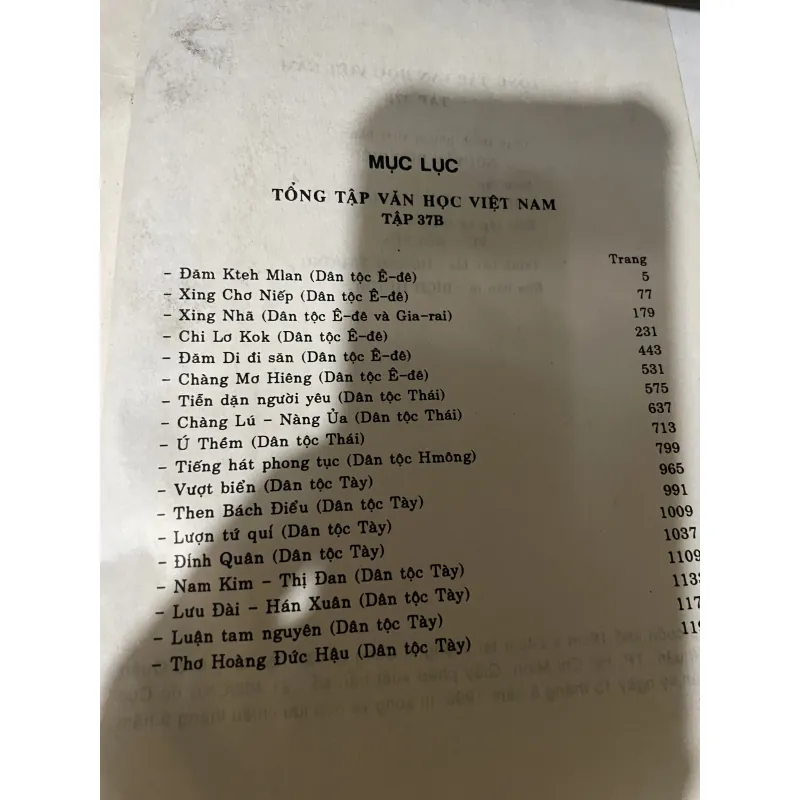 MỤC LỤC
TỔNG TẬP VĂN HỌC VIỆT NAM
TẬP 37B
Trang
– Đăm Kteh Mlan (Dân tộc Ê-đê) 5
– Xing Chơ Niếp (Dân tộc Ê-đê) 77
– Xing Nhã (Dân tộc Ê-đê và Gia-rai) 179
– Chi Lơ Kok (Dân tộc Ê-đê) 231
– Đăm Di đi săn (Dân tộc Ê-đê) 443
– Chàng Mơ Hiêng (Dân tộc Ê-đê) 531
– Tiễn dặn người yêu (Dân tộc Thái) 575
– Chàng Lú – Nàng Ủa (Dân tộc Thái) 637
– Ú Thêm (Dân tộc Thái) 713
– Tiếng hát phong tục (Dân tộc Hmông) 799
– Vượt biển (Dân tộc Tày) 965
– Then Bách Điểu (Dân tộc Tày) 991
– Lượn tứ quí (Dân tộc Tày) 1009
– Đính Quân (Dân tộc Tày) 1037
– Nam Kim – Thị Đan (Dân tộc Tày) 1109
– Lưu Đài – Hán Xuân (Dân tộc Tày) 113
– Luận tam nguyên (Dân tộc Tày) 117
– Thơ Hoàng Đức Hậu (Dân tộc Tày) 119